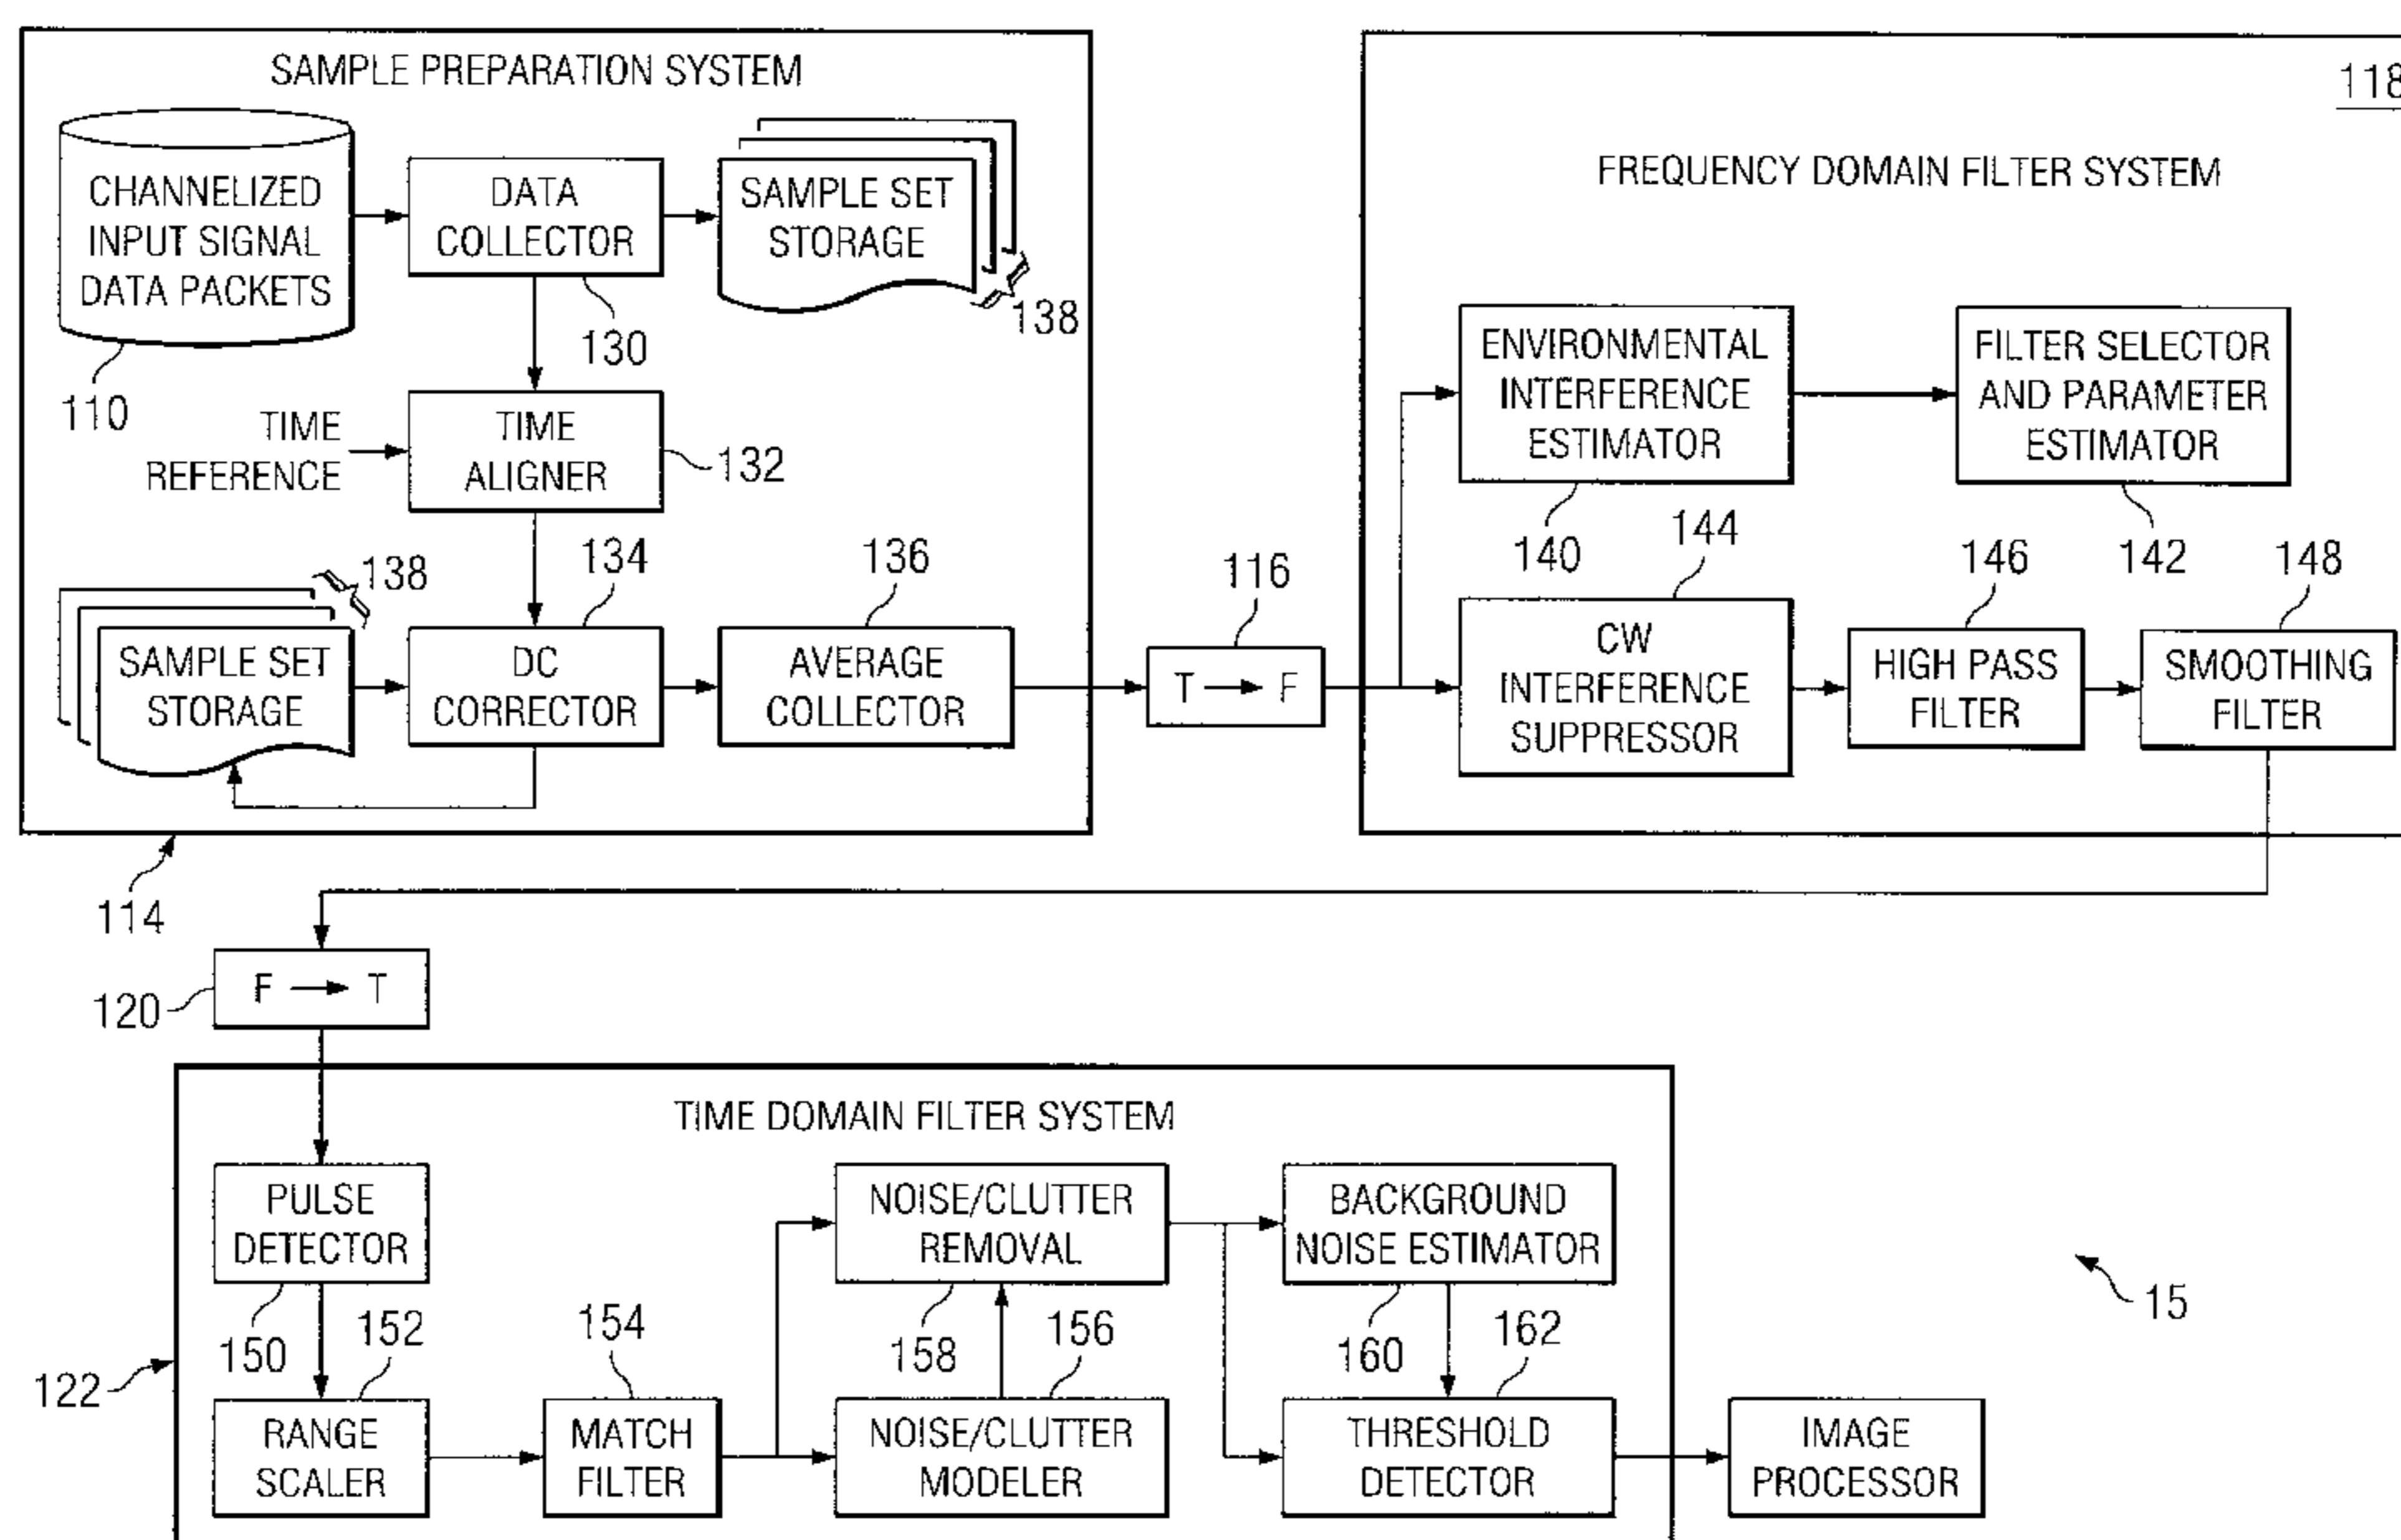 SAMPLE PREPARATION SYSTEM
CHANNELIZED
INPUT SIGNAL
DATA PACKETS
110
DATA
COLLECTOR
130
SAMPLE SET
STORAGE
138
TIME
REFERENCE
TIME
ALIGNER
132
138
SAMPLE SET
STORAGE
134
DC
CORRECTOR
136
AVERAGE
COLLECTOR
114
116
T F
118
FREQUENCY DOMAIN FILTER SYSTEM
ENVIRONMENTAL
INTERFERENCE
ESTIMATOR
140
FILTER SELECTOR
AND PARAMETER
ESTIMATOR
142
144
CW
INTERFERENCE
SUPPRESSOR
146
HIGH PASS
FILTER
148
SMOOTHING
FILTER
F T
120
TIME DOMAIN FILTER SYSTEM
PULSE
DETECTOR
150
152
RANGE
SCALER
154
MATCH
FILTER
NOISE/CLUTTER
REMOVAL
158
156
NOISE/CLUTTER
MODELER
BACKGROUND
NOISE ESTIMATOR
160
162
THRESHOLD
DETECTOR
IMAGE
PROCESSOR
122
15